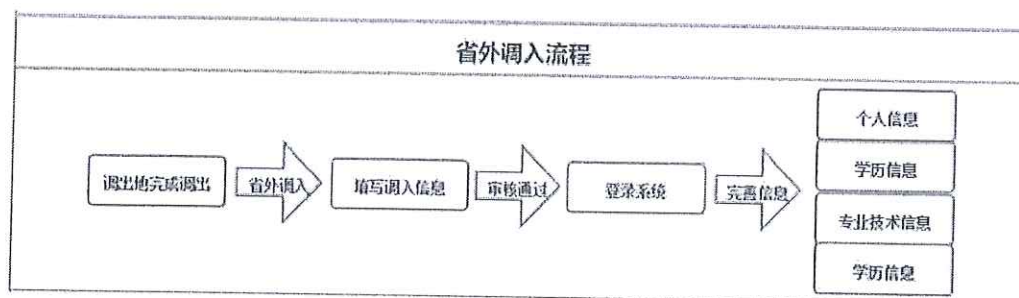 省外调入流程
调出地完成调出
省外调入
填写调入信息
审核通过
登录系统
完善信息
个人信息
学历信息
专业技术信息
学历信息